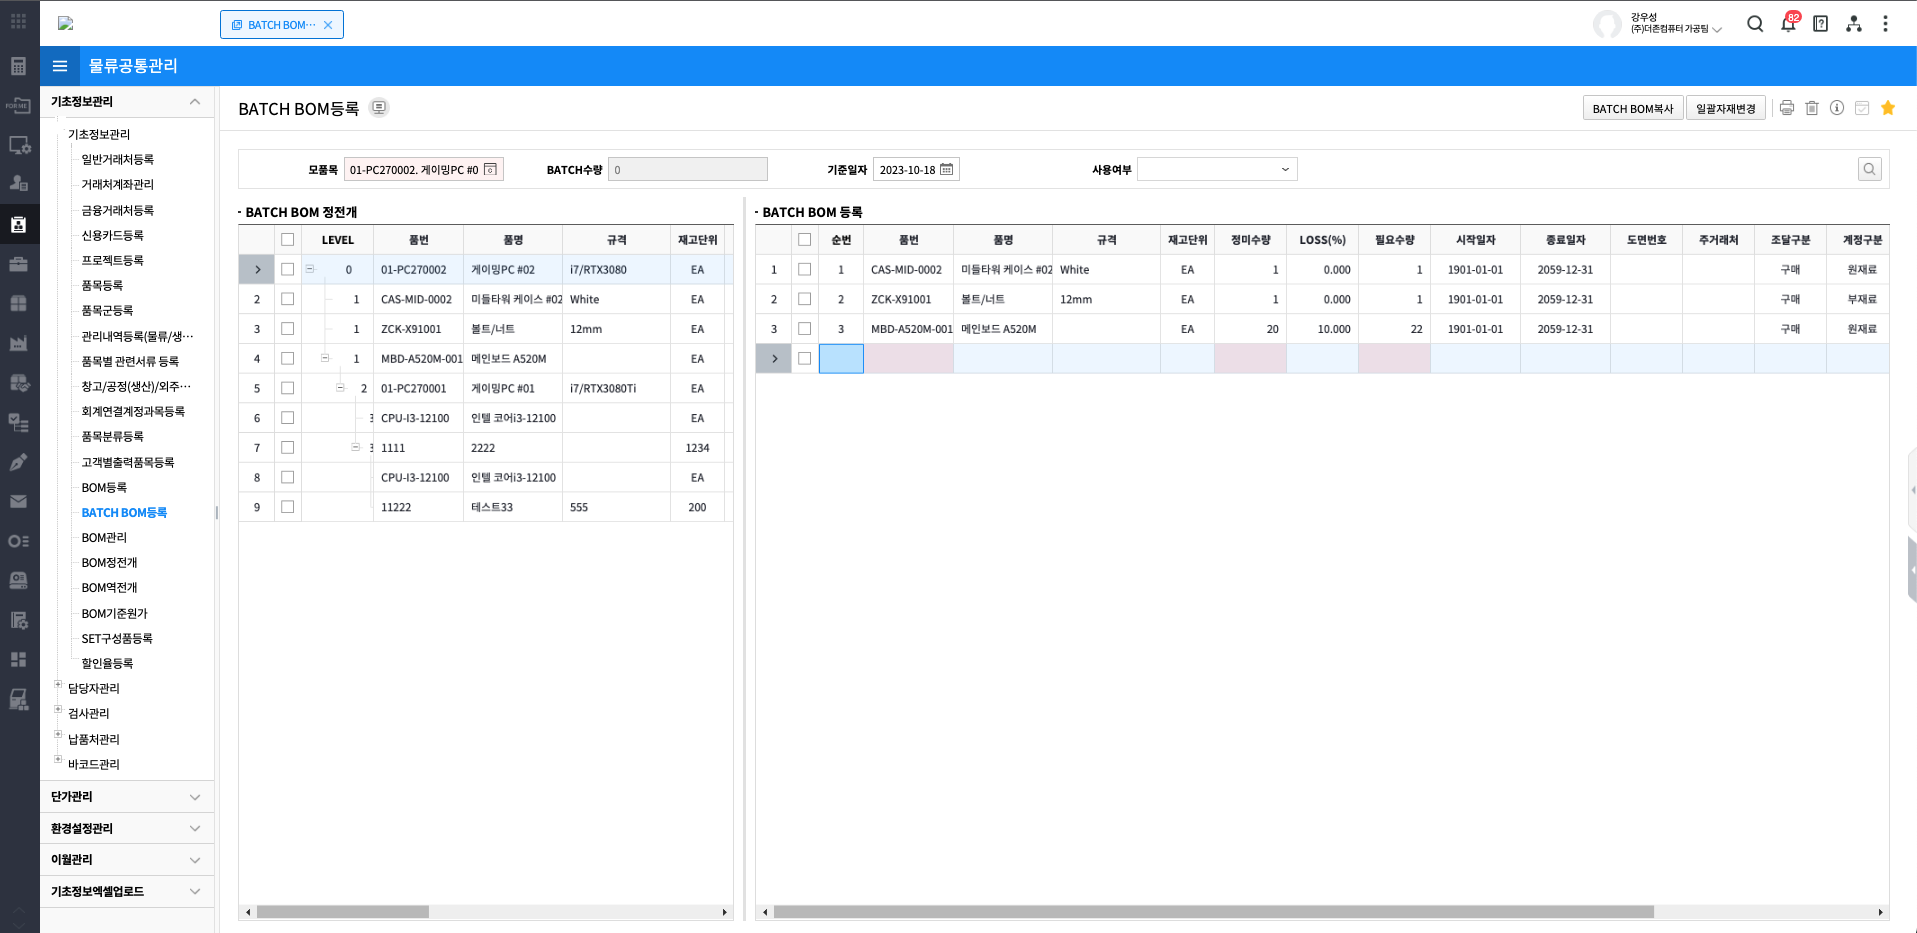 BATCH BOM···
강우성
(주)더존컴퓨터 가공팀
82
물류공통관리
FOR ME
기초정보관리
기초정보관리
일반거래처등록
거래처계좌관리
금융거래처등록
신용카드등록
프로젝트등록
품목등록
품목군등록
관리내역등록(물류/생···
품목별 관련서류 등록
창고/공정(생산)/외주···
회계연결계정과목등록
품목분류등록
고객별출력품목등록
BOM등록
BATCH BOM등록
BOM관리
BOM정전개
BOM역전개
BOM기준원가
SET구성품등록
할인율등록
담당자관리
검사관리
납품처관리
바코드관리
단가관리
환경설정관리
이월관리
기초정보엑셀업로드
BATCH BOM등록
BATCH BOM복사 일괄자재변경
모품목 01-PC270002. 게이밍PC #0 BATCH수량 0 기준일자 2023-10-18 사용여부
BATCH BOM 정전개
LEVEL 품번 품명 규격 재고단위
0 01-PC270002 게이밍PC #02 i7/RTX3080 EA
2 1 CAS-MID-0002 미들타워 케이스 #02 White EA
3 1 ZCK-X91001 볼트/너트 12mm EA
4 1 MBD-A520M-001 메인보드 A520M EA
5 2 01-PC270001 게이밍PC #01 i7/RTX3080Ti EA
6 3 CPU-I3-12100 인텔 코어i3-12100 EA
7 3 1111 2222 1234
8 CPU-I3-12100 인텔 코어i3-12100 EA
9 11222 테스트33 555 200
BATCH BOM 등록
순번 품번 품명 규격 재고단위 정미수량 LOSS(%) 필요수량 시작일자 종료일자 도면번호 주거래처 조달구분 계정구분
1 1 CAS-MID-0002 미들타워 케이스 #02 White EA 1 0.000 1 1901-01-01 2059-12-31 구매 원재료
2 2 ZCK-X91001 볼트/너트 12mm EA 1 0.000 1 1901-01-01 2059-12-31 구매 부재료
3 3 MBD-A520M-001 메인보드 A520M EA 20 10.000 22 1901-01-01 2059-12-31 구매 원재료